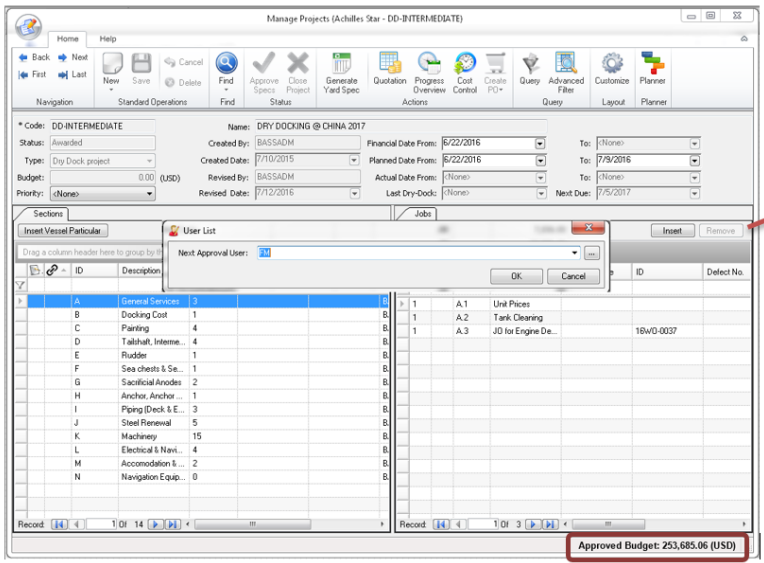 Manage Projects (Achilles Star - DD-INTERMEDIATE)
Home Help
Back Next
First Last
New Save Cancel Delete
Find
Approve Specs Close Project
Generate Yard Spec
Quotation Progress Overview Cost Control Create PO
Query Advanced Filter
Customize Planner
Navigation Standard Operations Find Status Actions Query Layout Planner
* Code: DD-INTERMEDIATE Name: DRY DOCKING @ CHINA 2017
Status: Awarded Created By: BASSADM Financial Date From: 6/22/2016 To: <None>
Type: Dry Dock project Created Date: 7/10/2015 Planned Date From: 6/22/2016 To: 7/9/2016
Budget: 0.00 (USD) Revised By: BASSADM Actual Date From: <None> To: <None>
Priority: <None> Revised Date: 7/12/2016 Last Dry-Dock: <None> Next Due: 7/5/2017
Sections Jobs
Insert Vessel Particular Insert Remove
User List
Drag a column header here to group by th
Next Approval User: FM ...
OK Cancel
ID Description ID Defect No.
A General Services 3 B. 1 A.1 Unit Prices
B Docking Cost 1 B. 1 A.2 Tank Cleaning
C Painting 4 B. 1 A.3 JO for Engine De... 16WO-0037
D Tailshaft, Interme... 4 B.
E Rudder 1 B.
F Sea chests & Se... 1 B.
G Sacrificial Anodes 2 B.
H Anchor, Anchor ... 1 B.
I Piping (Deck & E... 3 B.
J Steel Renewal 5 B.
K Machinery 15 B.
L Electrical & Navi... 4 B.
M Accomodation & ... 2 B.
N Navigation Equip... 0 B.
Record: 1 Of 14 Record: 1 Of 3
Approved Budget: 253,685.06 (USD)